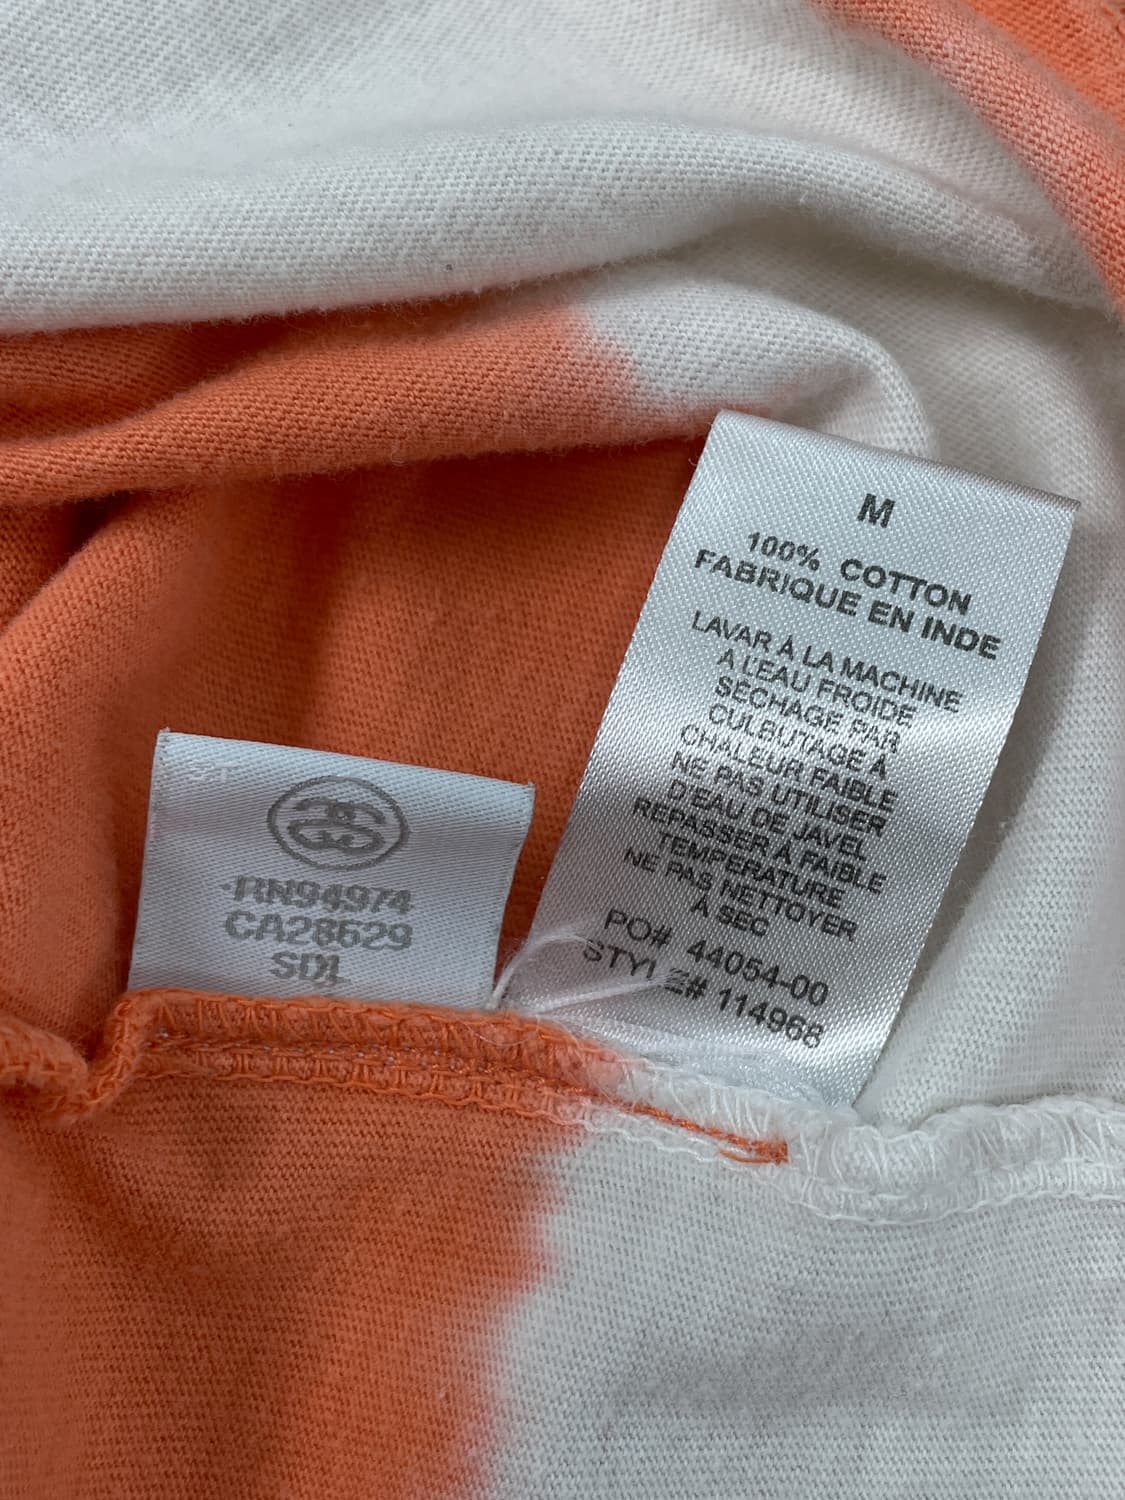 M
100% COTTON
FABRIQUE EN INDE
LAVAR À LA MACHINE
A L'EAU FROIDE
SÉCHAGE PAR
CULBUTAGE À
CHALEUR FAIBLE
NE PAS UTILISER
D'EAU DE JAVEL
REPASSER À FAIBLE
TEMPERATURE
NE PAS NETTOYER
À SEC
PO# 44054-00
STYLE# 114968
RN94974
CA28629
SDL